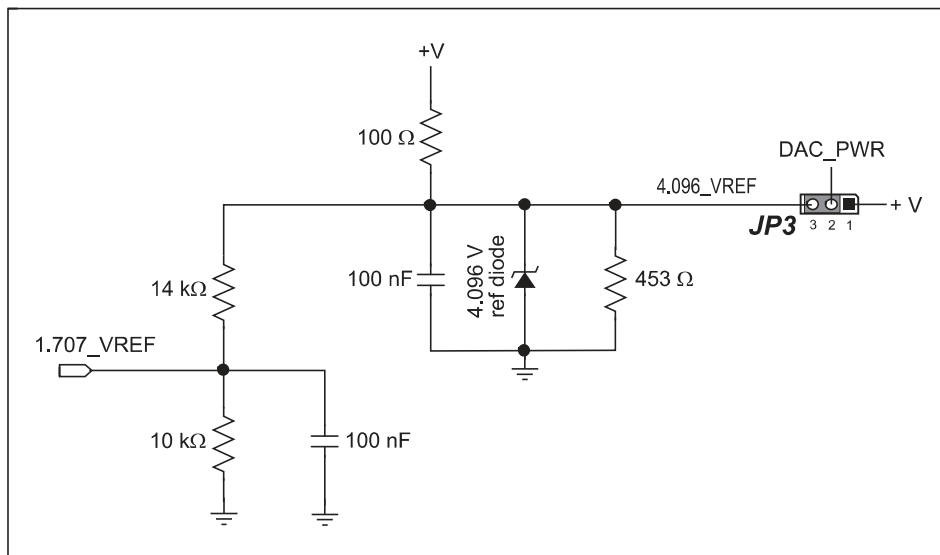 +V
100 Ω
DAC_PWR
4.096_VREF
+ V
JP3
3 2 1
14 kΩ
100 nF
4.096 V
ref diode
453 Ω
1.707_VREF
10 kΩ
100 nF